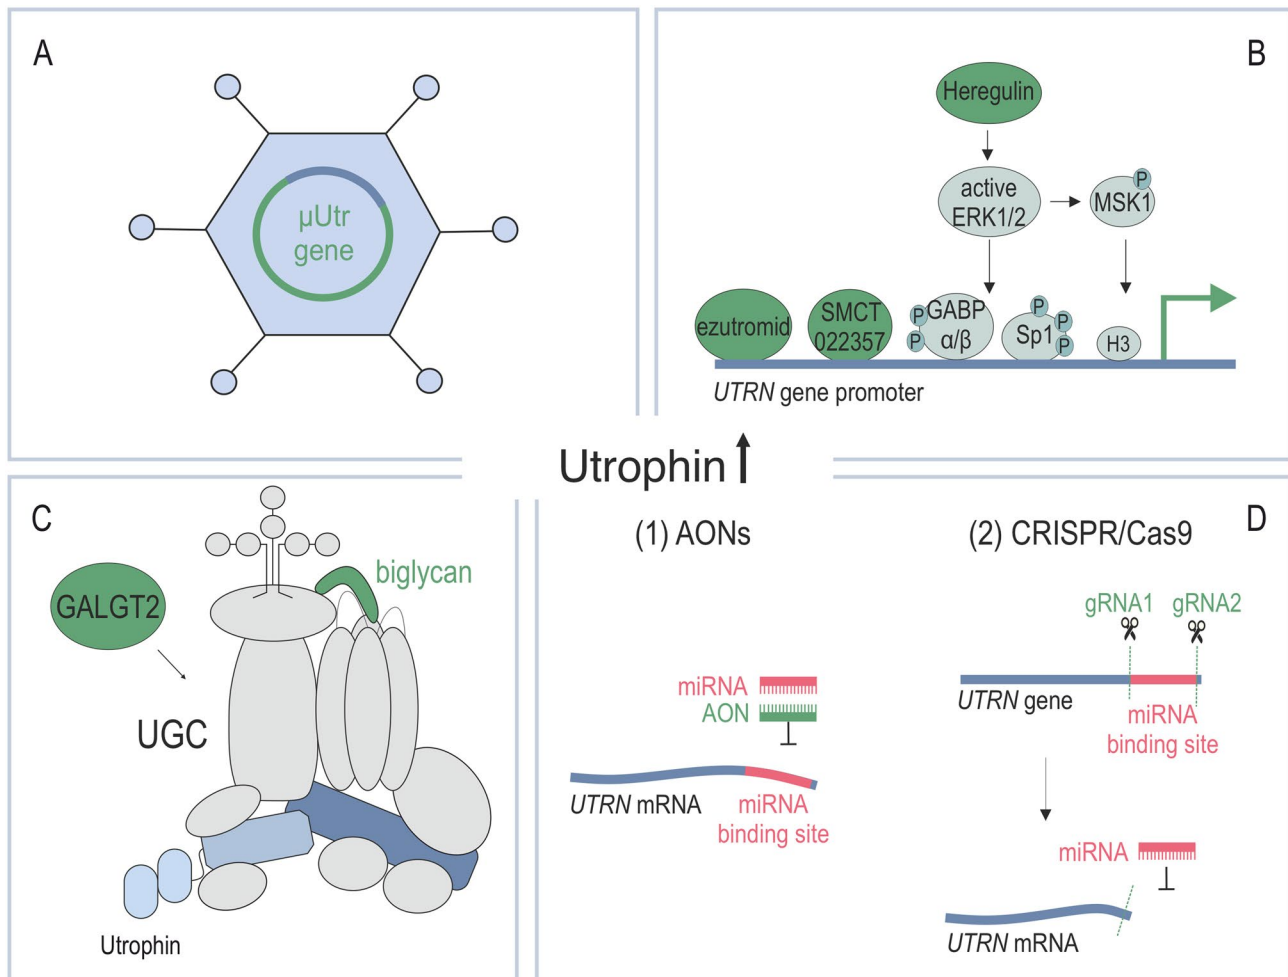 A
µUtr
gene
B
Heregulin
active
ERK1/2
P
MSK1
ezutromid
SMCT
022357
P
P
GABP
α/β
P
P
P
Sp1
H3
UTRN gene promoter
Utrophin
C
GALGT2
biglycan
UGC
Utrophin
D
(1) AONs
miRNA
AON
UTRN mRNA
miRNA
binding site
(2) CRISPR/Cas9
gRNA1 gRNA2
UTRN gene
miRNA
binding site
miRNA
UTRN mRNA